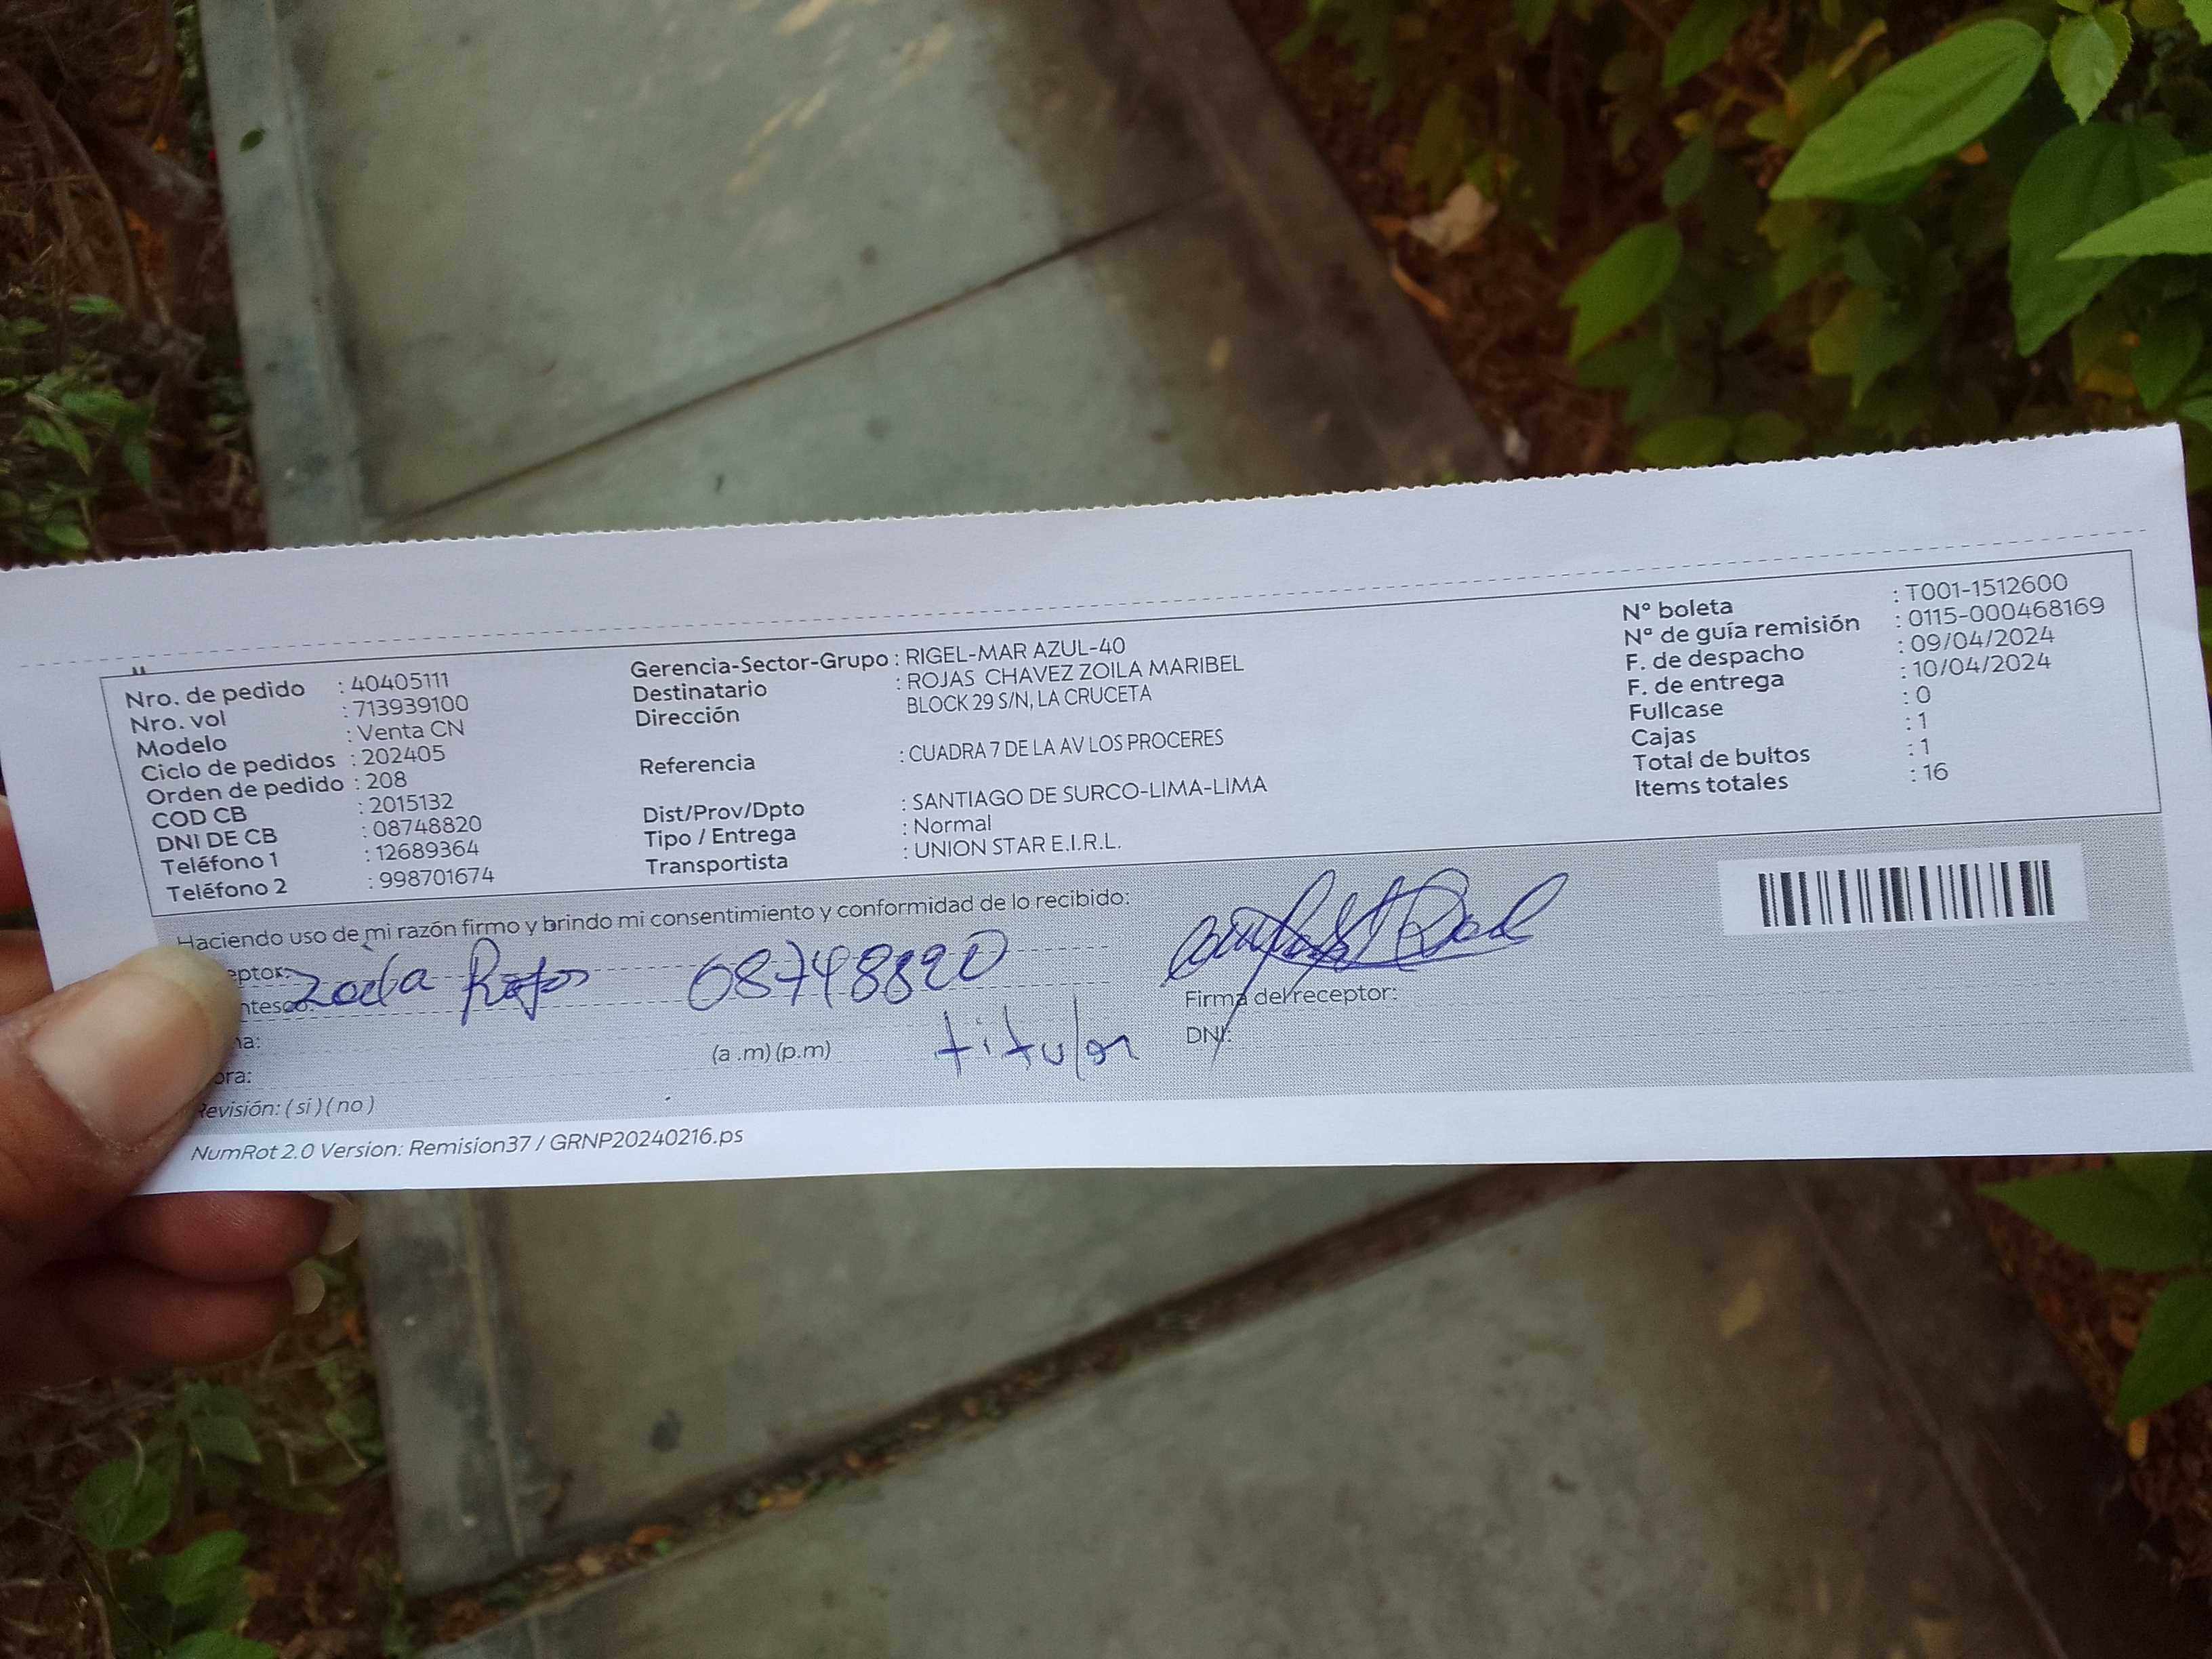 Nro. de pedido : 40405111
Nro. vol : 713939100
Modelo : Venta CN
Ciclo de pedidos : 202405
Orden de pedido : 208
COD CB : 2015132
DNI DE CB : 08748820
Teléfono 1 : 12689364
Teléfono 2 : 998701674
Gerencia-Sector-Grupo : RIGEL-MAR AZUL-40
Destinatario : ROJAS CHAVEZ ZOILA MARIBEL
Dirección BLOCK 29 S/N, LA CRUCETA
Referencia : CUADRA 7 DE LA AV LOS PROCERES
Dist/Prov/Dpto : SANTIAGO DE SURCO-LIMA-LIMA
Tipo / Entrega : Normal
Transportista : UNION STAR E.I.R.L.
Nº boleta : T001-1512600
Nº de guía remisión : 0115-000468169
F. de despacho : 09/04/2024
F. de entrega : 10/04/2024
Fullcase : 0
Cajas : 1
Total de bultos : 1
Items totales : 16
Haciendo uso de mi razón firmo y brindo mi consentimiento y conformidad de lo recibido:
eptor:
Zoila Rojas 08748820
ntesco:
Firma del receptor:
na:
(a .m) (p.m) titular
DNI:
ora:
Revisión: ( si ) ( no )
NumRot 2.0 Version: Remision37 / GRNP20240216.ps